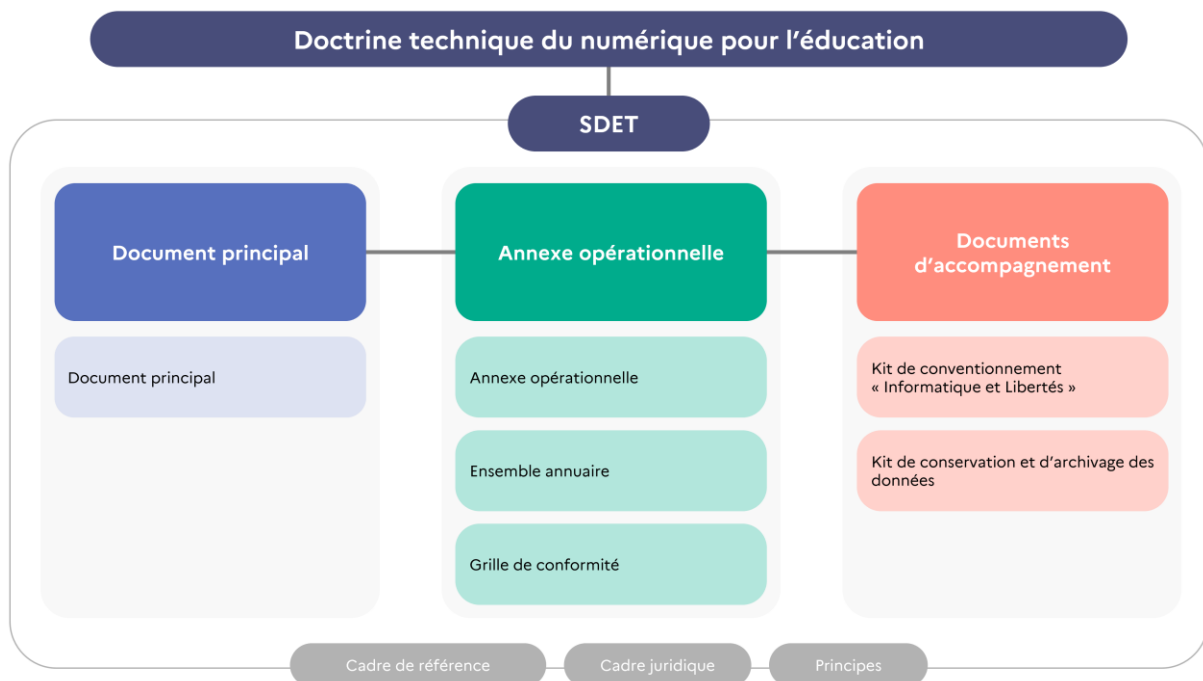 Doctrine technique du numérique pour l’éducation
SDET
Document principal
Document principal
Annexe opérationnelle
Annexe opérationnelle
Ensemble annuaire
Grille de conformité
Documents
d’accompagnement
Kit de conventionnement
« Informatique et Libertés »
Kit de conservation et d’archivage des
données
Cadre de référence
Cadre juridique
Principes